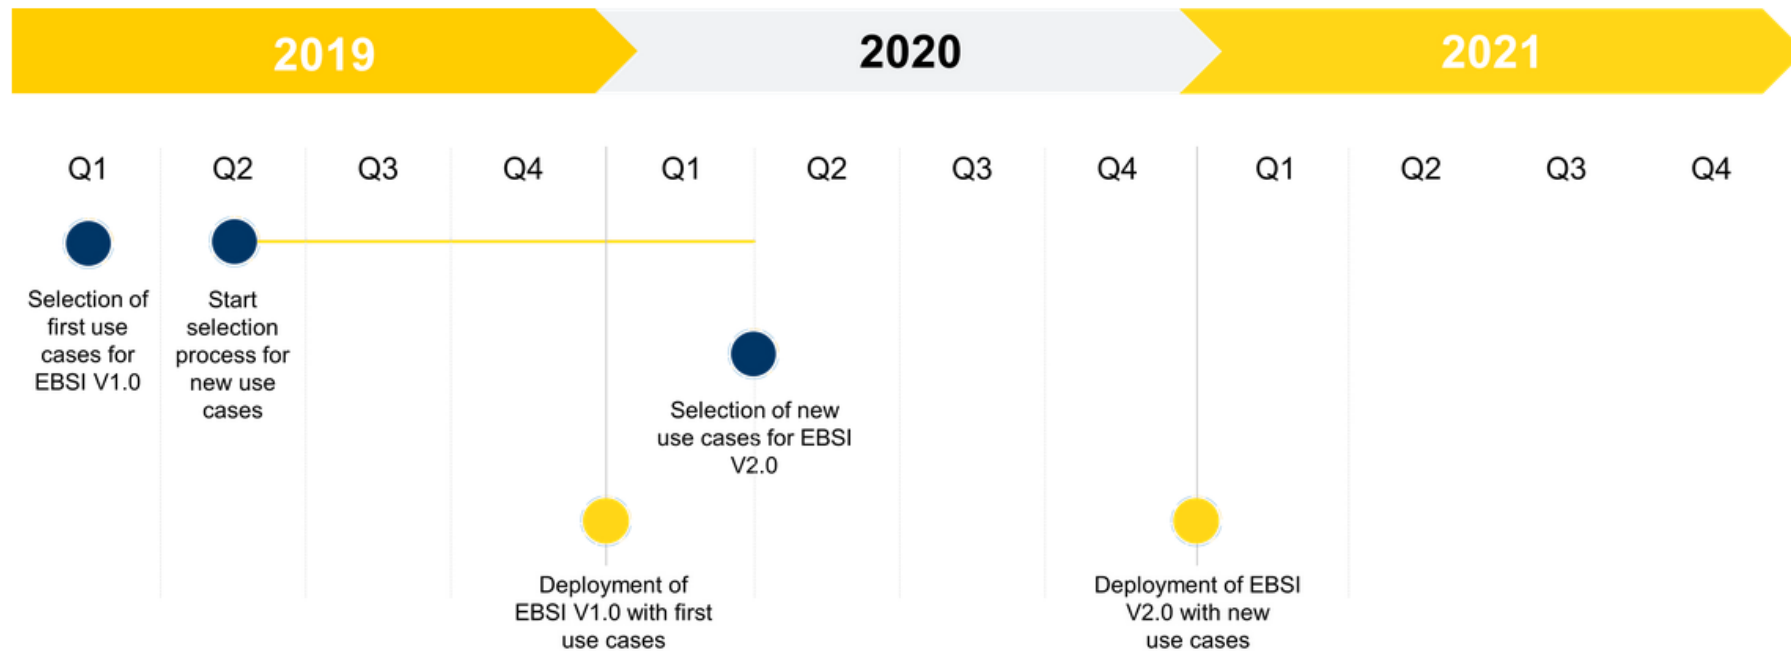 2019 2020 2021
Q1 Q2 Q3 Q4 Q1 Q2 Q3 Q4 Q1 Q2 Q3 Q4
Selection of
first use
cases for
EBSI V1.0
Start
selection
process for
new use
cases
Selection of new
use cases for EBSI
V2.0
Deployment of
EBSI V1.0 with first
use cases
Deployment of EBSI
V2.0 with new
use cases